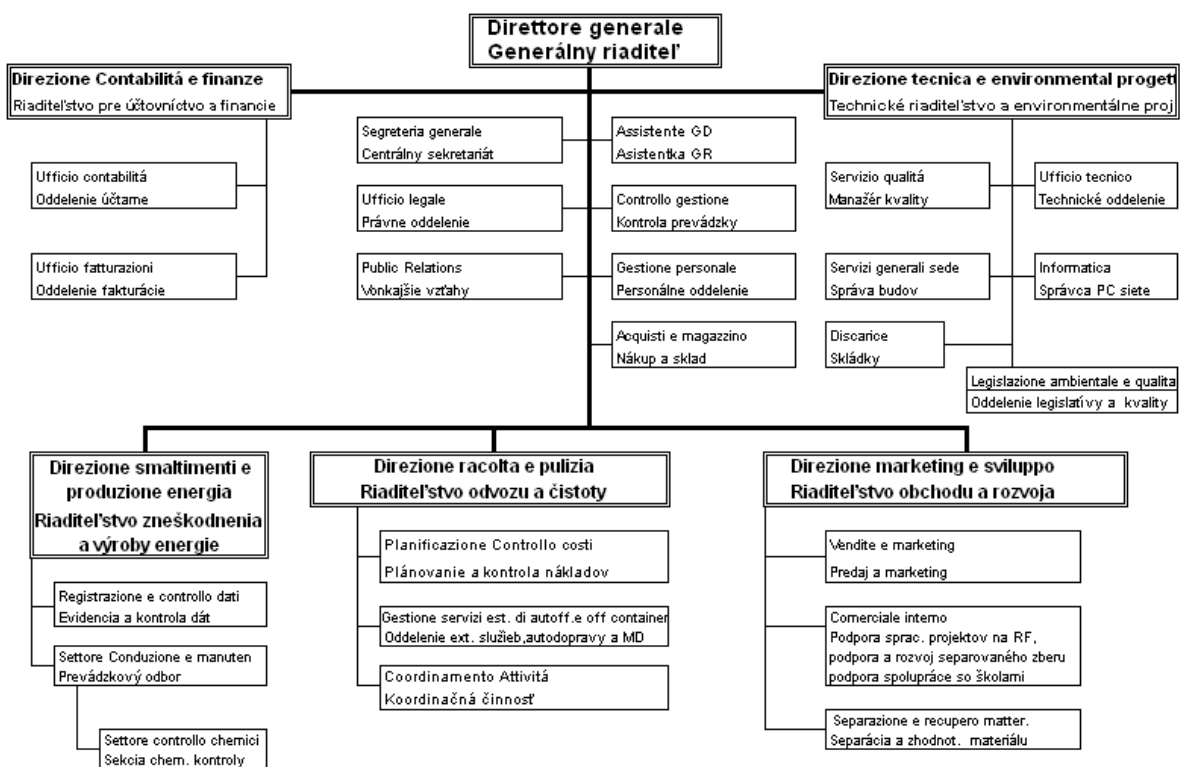 Direttore generale
Generálny riaditeľ
Direzione Contabilitá e finanze
Riaditeľstvo pre účtovníctvo a financie
Direzione tecnica e environmental progett
Technické riaditeľstvo a environmentálne proj
Segreteria generale
Centrálny sekretariát
Assistente GD
Asistentka GR
Ufficio contabilitá
Oddelenie účtarne
Ufficio legale
Právne oddelenie
Controllo gestione
Kontrola prevádzky
Servizio qualitá
Manažér kvality
Ufficio tecnico
Technické oddelenie
Ufficio fatturazioni
Oddelenie fakturácie
Public Relations
Vonkajšie vzťahy
Gestione personale
Personálne oddelenie
Servizi generali sede
Správa budov
Informatica
Správca PC siete
Acquisti e magazzino
Nákup a sklad
Discarice
Skládky
Legislazione ambientale e qualita
Oddelenie legislatívy a kvality
Direzione smaltimenti e
produzione energia
Riaditeľstvo zneškodnenia
a výroby energie
Direzione racolta e pulizia
Riaditeľstvo odvozu a čistoty
Direzione marketing e sviluppo
Riaditeľstvo obchodu a rozvoja
Registrazione e controllo dati
Evidencia a kontrola dát
Settore Conduzione e manuten
Prevádzkový odbor
Settore controllo chemici
Sekcia chem. kontroly
Planificazione Controllo costi
Plánovanie a kontrola nákladov
Gestione servizi est. di autoff.e off container
Oddelenie ext. služieb,autodopravy a MD
Coordinamento Attivitá
Koordinačná činnosť
Vendite e marketing
Predaj a marketing
Comerciale interno
Podpora sprac. projektov na RF,
podpora a rozvoj separovaného zberu
podpora spolupráce so školami
Separazione e recupero matter.
Separácia a zhodnot. materiálu